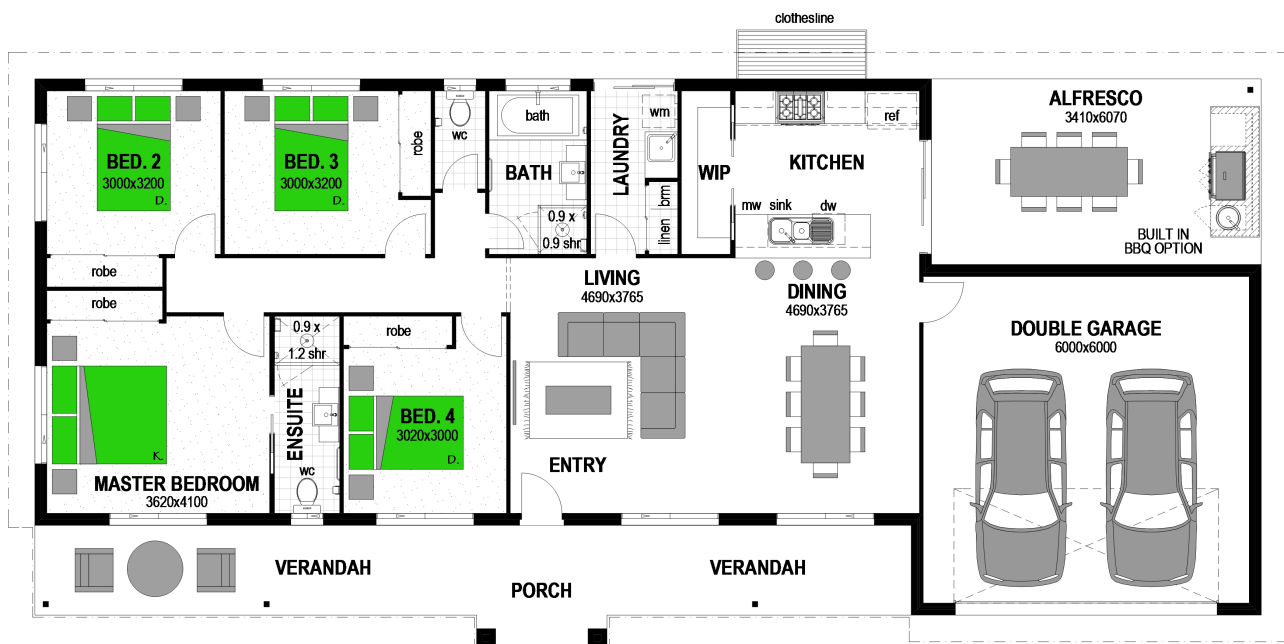 clothesline
BED. 2
3000x3200
D.
BED. 3
3000x3200
D.
robe
wc
bath
BATH
0.9 x
0.9 shr
LAUNDRY
wm
brm
linen
WIP
KITCHEN
ref
mw sink dw
ALFRESCO
3410x6070
BUILT IN
BBQ OPTION
robe
robe
LIVING
4690x3765
DINING
4690x3765
DOUBLE GARAGE
6000x6000
0.9 x
1.2 shr
robe
ENSUITE
wc
BED. 4
3020x3000
D.
K.
MASTER BEDROOM
3620x4100
ENTRY
VERANDAH
PORCH
VERANDAH